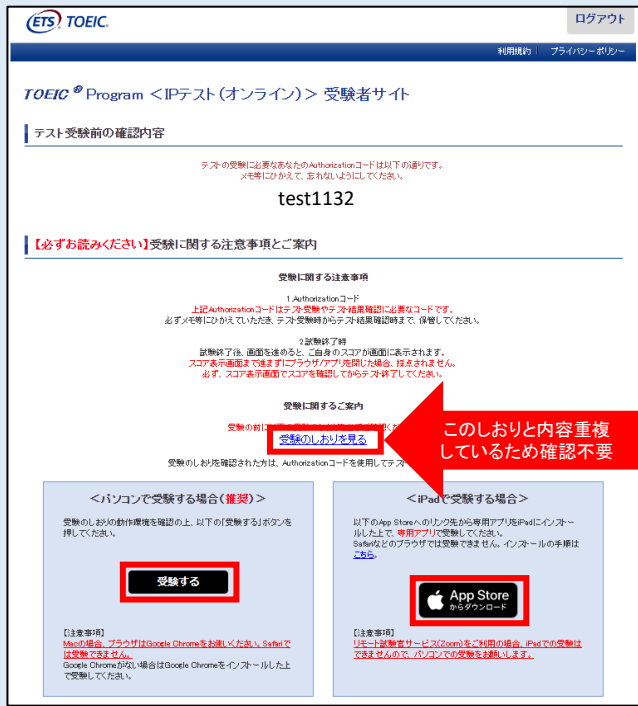 ETS TOEIC.
ログアウト
利用規約 プライバシーポリシー
TOEIC ® Program <IPテスト(オンライン)> 受験者サイト
テスト受験前の確認内容
テストの受験に必要なあなたのAuthorizationコードは以下の通りです。
メモ等にひかえて、忘れないようにしてください。
test1132
【必ずお読みください】受験に関する注意事項とご案内
受験に関する注意事項
1.Authorizationコード
上記Authorizationコードはテスト受験やテスト結果確認に必要なコードです。
必ずメモ等にひかえていただき、テスト受験時からテスト結果確認時まで、保管してください。
2.試験終了時
試験終了後、画面を進めると、ご自身のスコアが画面に表示されます。
スコア表示画面まで進まずにブラウザ/アプリを閉じた場合、採点されません。
必ず、スコア表示画面でスコアを確認してからテスト終了してください。
受験に関するご案内
受験の前に
受験のしおりを見る
このしおりと内容重複
しているため確認不要
受験のしおりを確認された方は、Authorizationコードを使用してテス
<パソコンで受験する場合(推奨)>
受験のしおりの動作環境を確認の上、以下の「受験する」ボタンを
押してください。
受験する
【注意事項】
Macの場合、ブラウザはGoogle Chromeをお使いください。Safariで
は受験できません。
Google Chromeがない場合はGoogle Chromeをインストールした上
で受験してください。
<iPadで受験する場合>
以下のApp Storeへのリンク先から専用アプリをiPadにインストー
ルした上で、専用アプリで受験してください。
Safariなどのブラウザでは受験できません。インストールの手順は
こちら。
App Store
からダウンロード
【注意事項】
リモート試験官サービス(Zoom)をご利用の場合、iPadでの受験は
できませんので、パソコンでの受験をお願いします。